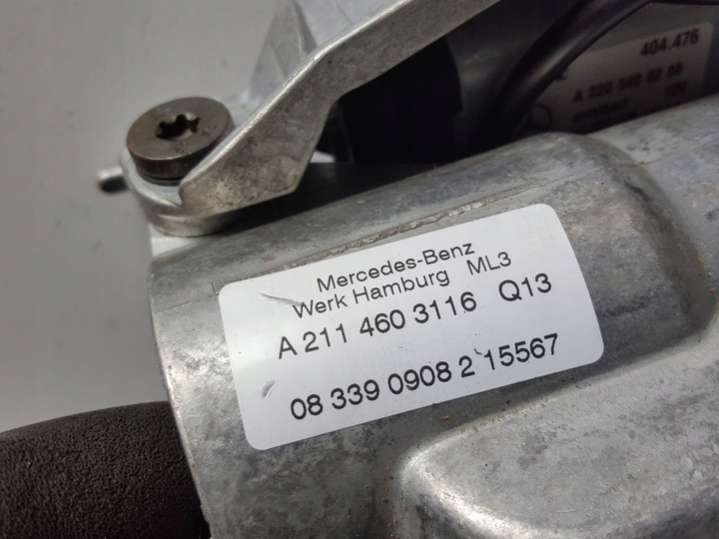 404.476
Mercedes-Benz
Werk Hamburg ML3
A 211 460 3116 Q13
08 339 0908 2 15567